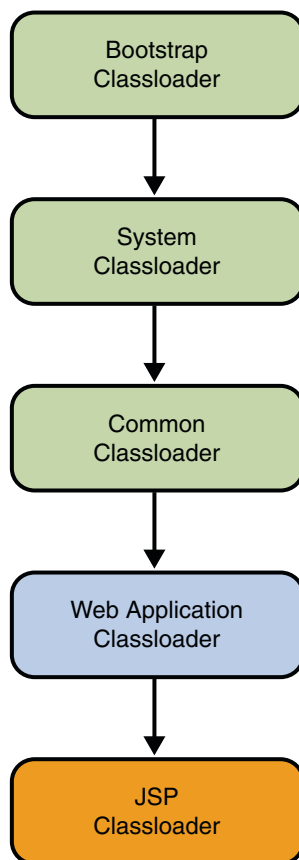 Bootstrap
Classloader
System
Classloader
Common
Classloader
Web Application
Classloader
JSP
Classloader